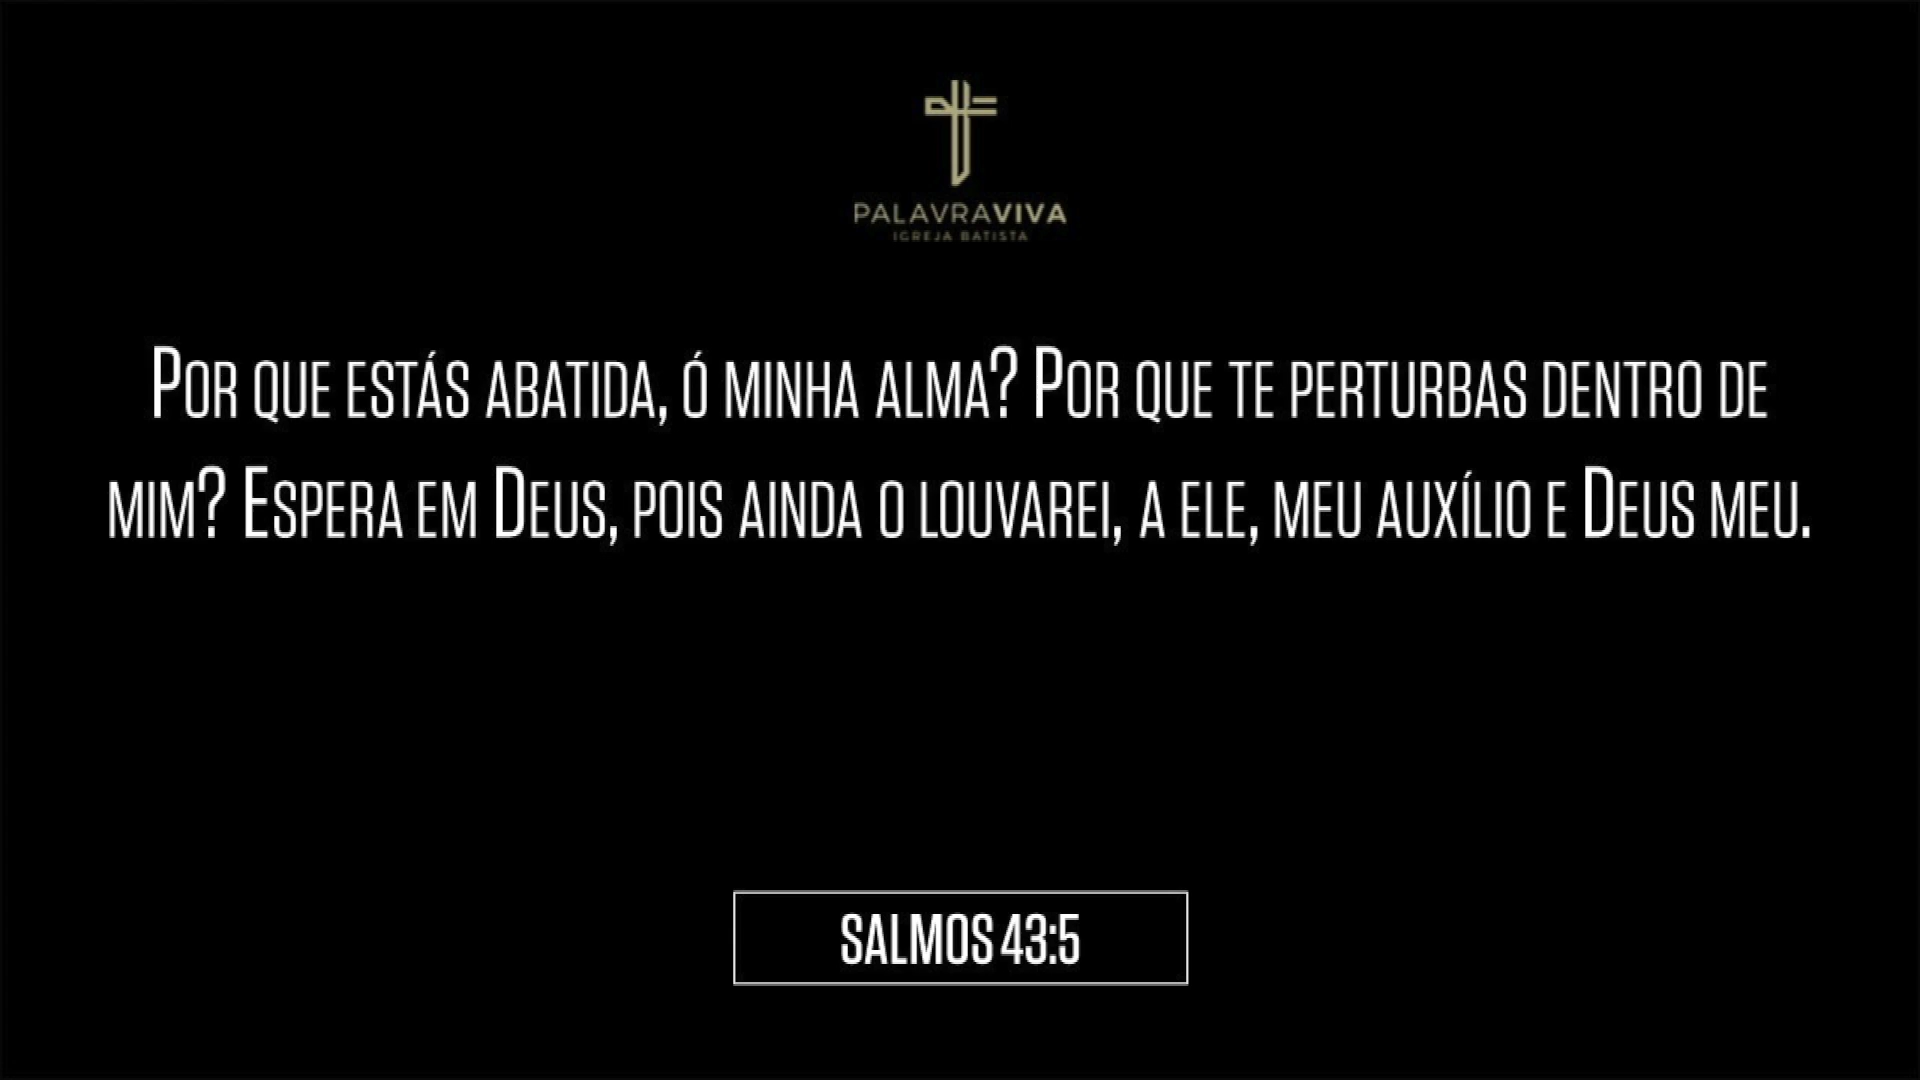 PALAVRAVIVA
IGREJA BATISTA
Por que estás abatida, ó minha alma? Por que te perturbas dentro de
mim? Espera em Deus, pois ainda o louvarei, a ele, meu auxílio e Deus meu.
SALMOS 43:5